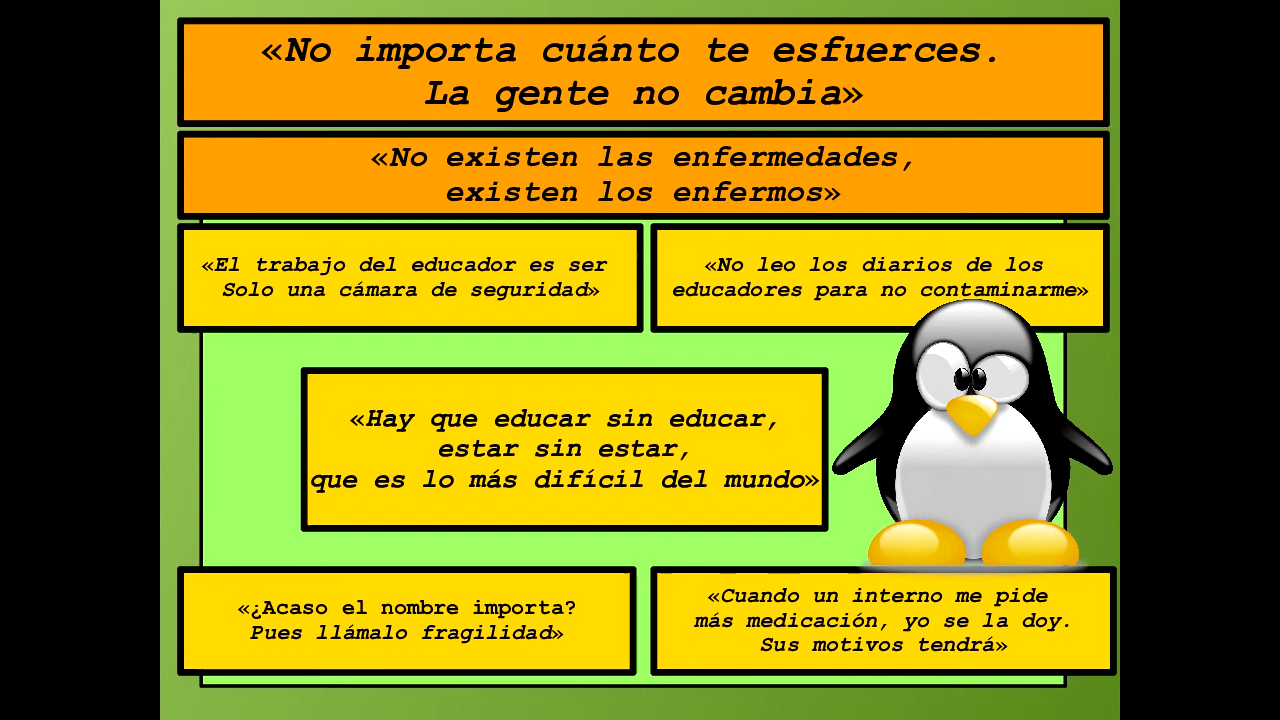 «No importa cuánto te esfuerces.
La gente no cambia»
«No existen las enfermedades,
existen los enfermos»
«El trabajo del educador es ser
Solo una cámara de seguridad»
«No leo los diarios de los
educadores para no contaminarme»
«Hay que educar sin educar,
estar sin estar,
que es lo más difícil del mundo»
«¿Acaso el nombre importa?
Pues llámalo fragilidad»
«Cuando un interno me pide
más medicación, yo se la doy.
Sus motivos tendrá»